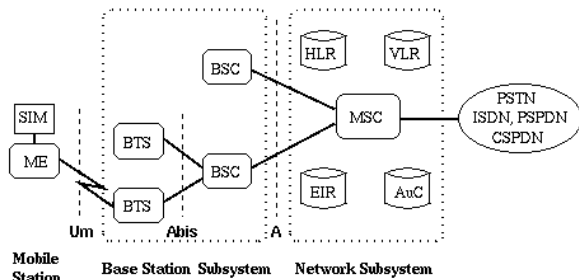 HLR
VLR
BSC
SIM
MSC
PSTN
ISDN, PSPDN
CSPDN
BTS
ME
BSC
EIR
AuC
BTS
Um
Abis
A
Mobile
Station
Base Station Subsystem
Network Subsystem